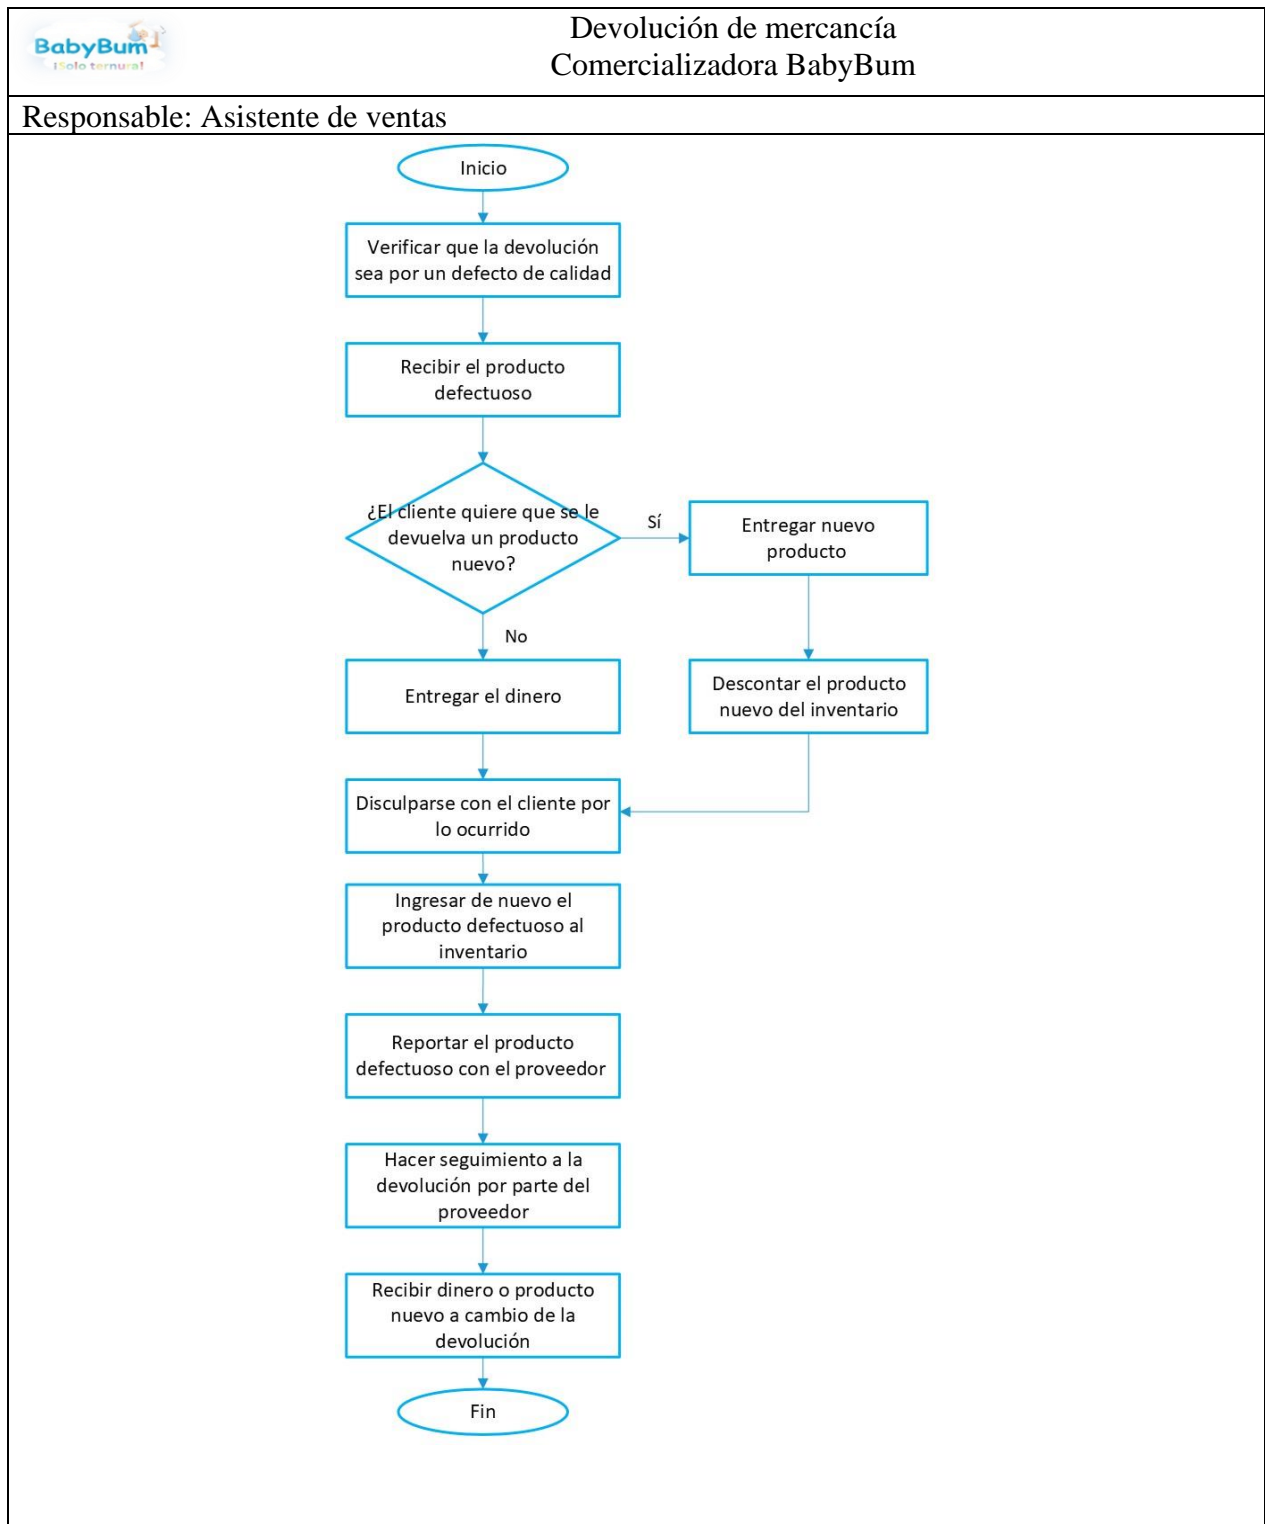 BabyBum
¡Solo ternura!
Devolución de mercancía
Comercializadora BabyBum
Responsable: Asistente de ventas
Inicio
Verificar que la devolución
sea por un defecto de calidad
Recibir el producto
defectuoso
¿El cliente quiere que se le
devuelva un producto
nuevo?
Sí
Entregar nuevo
producto
No
Entregar el dinero
Descontar el producto
nuevo del inventario
Disculparse con el cliente por
lo ocurrido
Ingresar de nuevo el
producto defectuoso al
inventario
Reportar el producto
defectuoso con el proveedor
Hacer seguimiento a la
devolución por parte del
proveedor
Recibir dinero o producto
nuevo a cambio de la
devolución
Fin